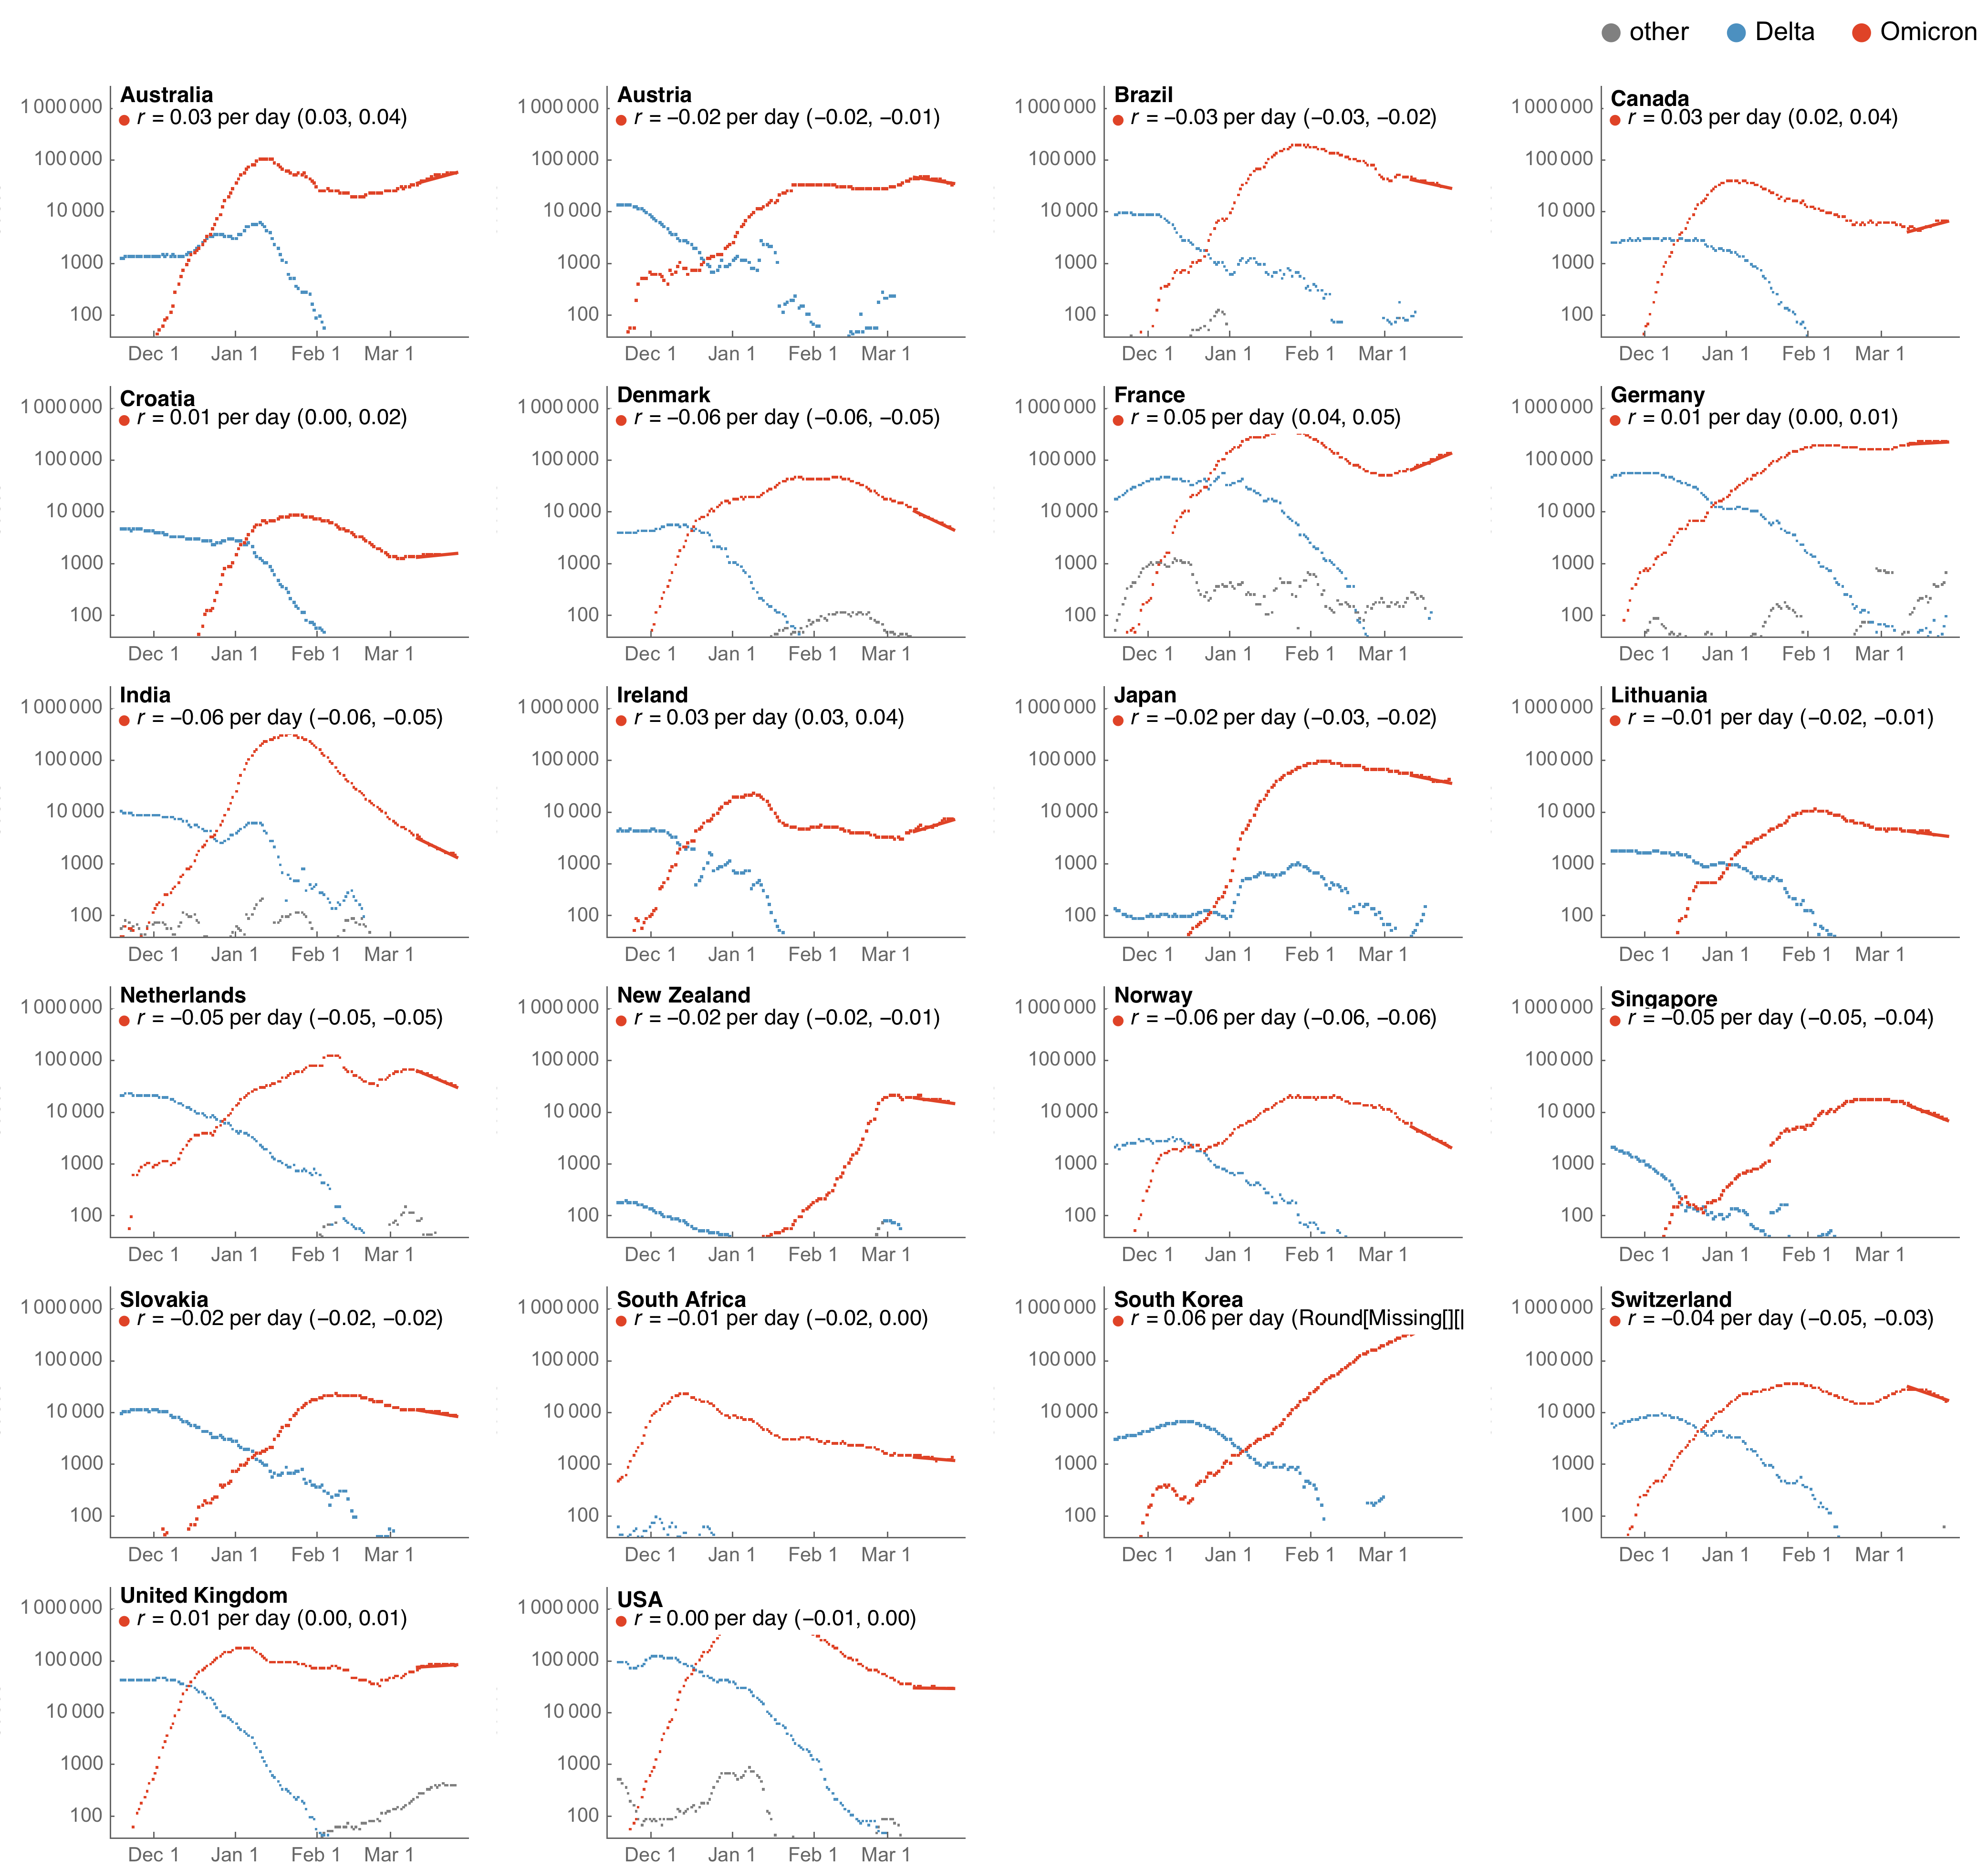 other Delta Omicron
Australia
r = 0.03 per day (0.03, 0.04)
1 000 000
100 000
10 000
1000
100
Dec 1 Jan 1 Feb 1 Mar 1
Austria
r = −0.02 per day (−0.02, −0.01)
1 000 000
100 000
10 000
1000
100
Dec 1 Jan 1 Feb 1 Mar 1
Brazil
r = −0.03 per day (−0.03, −0.02)
1 000 000
100 000
10 000
1000
100
Dec 1 Jan 1 Feb 1 Mar 1
Canada
r = 0.03 per day (0.02, 0.04)
1 000 000
100 000
10 000
1000
100
Dec 1 Jan 1 Feb 1 Mar 1
Croatia
r = 0.01 per day (0.00, 0.02)
1 000 000
100 000
10 000
1000
100
Dec 1 Jan 1 Feb 1 Mar 1
Denmark
r = −0.06 per day (−0.06, −0.05)
1 000 000
100 000
10 000
1000
100
Dec 1 Jan 1 Feb 1 Mar 1
France
r = 0.05 per day (0.04, 0.05)
1 000 000
100 000
10 000
1000
100
Dec 1 Jan 1 Feb 1 Mar 1
Germany
r = 0.01 per day (0.00, 0.01)
1 000 000
100 000
10 000
1000
100
Dec 1 Jan 1 Feb 1 Mar 1
India
r = −0.06 per day (−0.06, −0.05)
1 000 000
100 000
10 000
1000
100
Dec 1 Jan 1 Feb 1 Mar 1
Ireland
r = 0.03 per day (0.03, 0.04)
1 000 000
100 000
10 000
1000
100
Dec 1 Jan 1 Feb 1 Mar 1
Japan
r = −0.02 per day (−0.03, −0.02)
1 000 000
100 000
10 000
1000
100
Dec 1 Jan 1 Feb 1 Mar 1
Lithuania
r = −0.01 per day (−0.02, −0.01)
1 000 000
100 000
10 000
1000
100
Dec 1 Jan 1 Feb 1 Mar 1
Netherlands
r = −0.05 per day (−0.05, −0.05)
1 000 000
100 000
10 000
1000
100
Dec 1 Jan 1 Feb 1 Mar 1
New Zealand
r = −0.02 per day (−0.02, −0.01)
1 000 000
100 000
10 000
1000
100
Dec 1 Jan 1 Feb 1 Mar 1
Norway
r = −0.06 per day (−0.06, −0.06)
1 000 000
100 000
10 000
1000
100
Dec 1 Jan 1 Feb 1 Mar 1
Singapore
r = −0.05 per day (−0.05, −0.04)
1 000 000
100 000
10 000
1000
100
Dec 1 Jan 1 Feb 1 Mar 1
Slovakia
r = −0.02 per day (−0.02, −0.02)
1 000 000
100 000
10 000
1000
100
Dec 1 Jan 1 Feb 1 Mar 1
South Africa
r = −0.01 per day (−0.02, 0.00)
1 000 000
100 000
10 000
1000
100
Dec 1 Jan 1 Feb 1 Mar 1
South Korea
r = 0.06 per day (Round[Missing[][
1 000 000
100 000
10 000
1000
100
Dec 1 Jan 1 Feb 1 Mar 1
Switzerland
r = −0.04 per day (−0.05, −0.03)
1 000 000
100 000
10 000
1000
100
Dec 1 Jan 1 Feb 1 Mar 1
United Kingdom
r = 0.01 per day (0.00, 0.01)
1 000 000
100 000
10 000
1000
100
Dec 1 Jan 1 Feb 1 Mar 1
USA
r = 0.00 per day (−0.01, 0.00)
1 000 000
100 000
10 000
1000
100
Dec 1 Jan 1 Feb 1 Mar 1